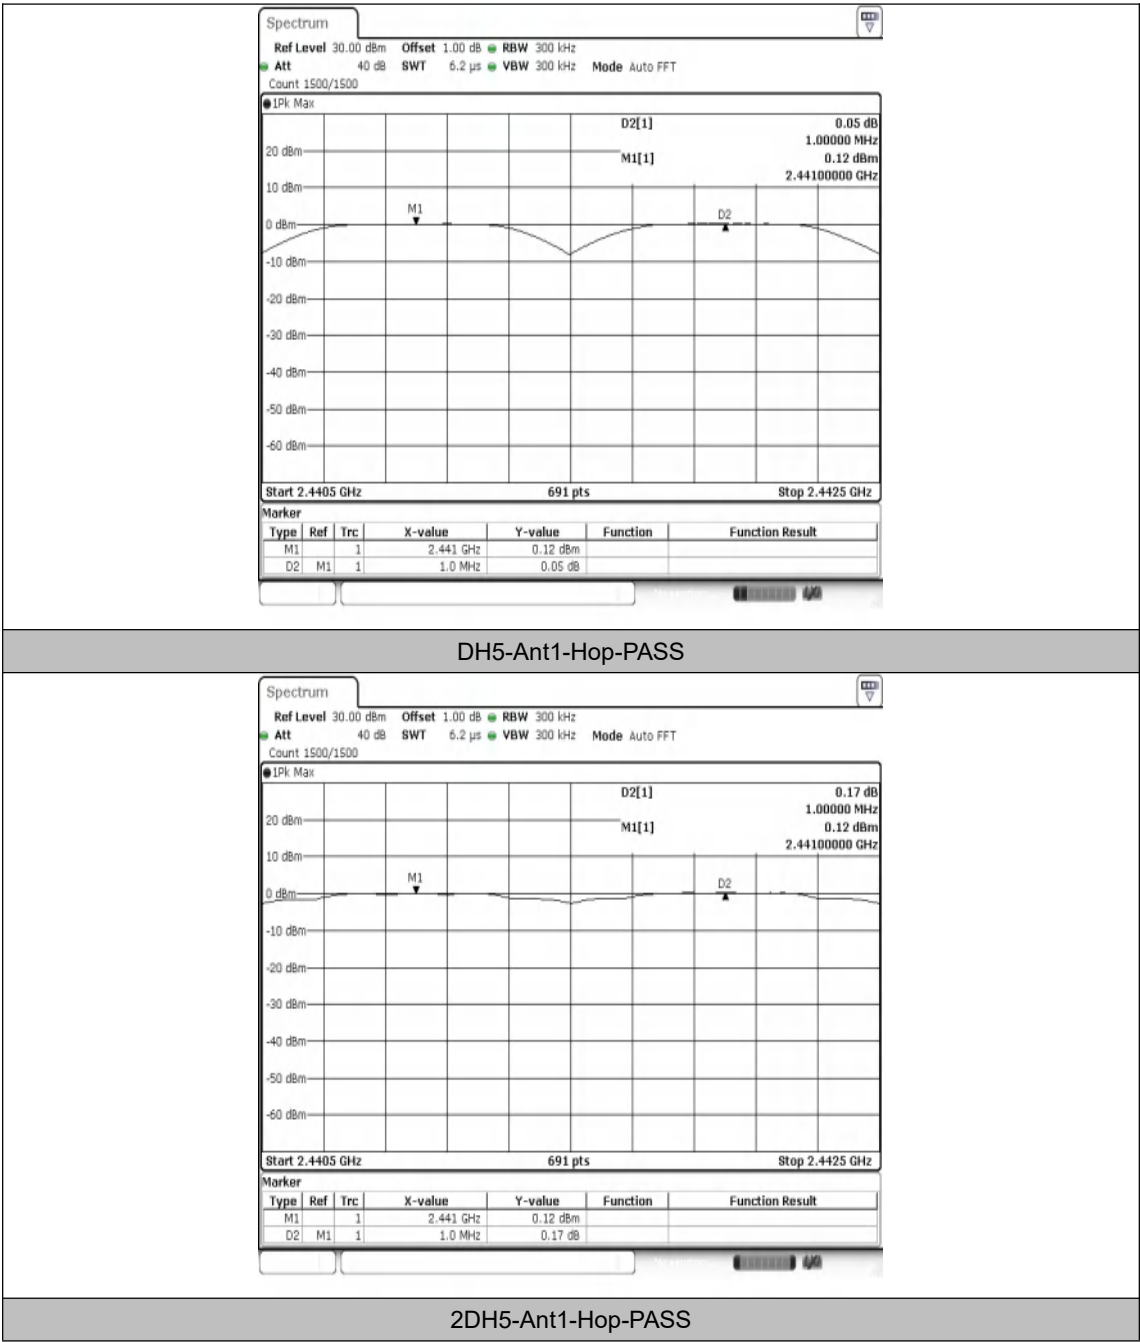 Spectrum
Ref Level 30.00 dBm Offset 1.00 dB RBW 300 kHz
Att 40 dB SWT 6.2 µs VBW 300 kHz Mode Auto FFT
Count 1500/1500
1Pk Max
D2[1] 0.05 dB
1.00000 MHz
20 dBm
M1[1] 0.12 dBm
2.44100000 GHz
10 dBm
M1
D2
0 dBm
-10 dBm
-20 dBm
-30 dBm
-40 dBm
-50 dBm
-60 dBm
Start 2.4405 GHz 691 pts Stop 2.4425 GHz
Marker
Type Ref Trc X-value Y-value Function Function Result
M1 1 2.441 GHz 0.12 dBm
D2 M1 1 1.0 MHz 0.05 dB
DH5-Ant1-Hop-PASS
Spectrum
Ref Level 30.00 dBm Offset 1.00 dB RBW 300 kHz
Att 40 dB SWT 6.2 µs VBW 300 kHz Mode Auto FFT
Count 1500/1500
1Pk Max
D2[1] 0.17 dB
1.00000 MHz
20 dBm
M1[1] 0.12 dBm
2.44100000 GHz
10 dBm
M1
D2
0 dBm
-10 dBm
-20 dBm
-30 dBm
-40 dBm
-50 dBm
-60 dBm
Start 2.4405 GHz 691 pts Stop 2.4425 GHz
Marker
Type Ref Trc X-value Y-value Function Function Result
M1 1 2.441 GHz 0.12 dBm
D2 M1 1 1.0 MHz 0.17 dB
2DH5-Ant1-Hop-PASS